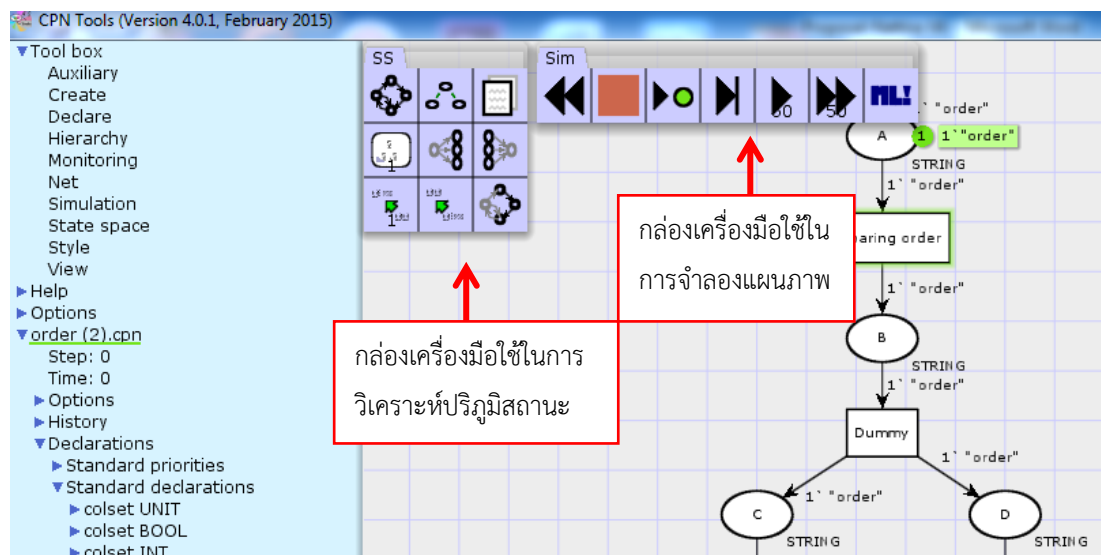 CPN Tools (Version 4.0.1, February 2015)
Tool box
Auxiliary
Create
Declare
Hierarchy
Monitoring
Net
Simulation
State space
Style
View
Help
Options
order (2).cpn
Step: 0
Time: 0
Options
History
Declarations
Standard priorities
Standard declarations
colset UNIT
colset BOOL
colset INT
SS
1
1
Sim
50
50
ML!
"order"
A
1
1`"order"
STRING
1` "order"
aring order
1` "order"
B
STRING
1` "order"
Dummy
1` "order"
1` "order"
C
STRING
D
STRING
กล่องเครื่องมือใช้ใน
การจำลองแผนภาพ
กล่องเครื่องมือใช้ในการ
วิเคราะห์ปริภูมิสถานะ